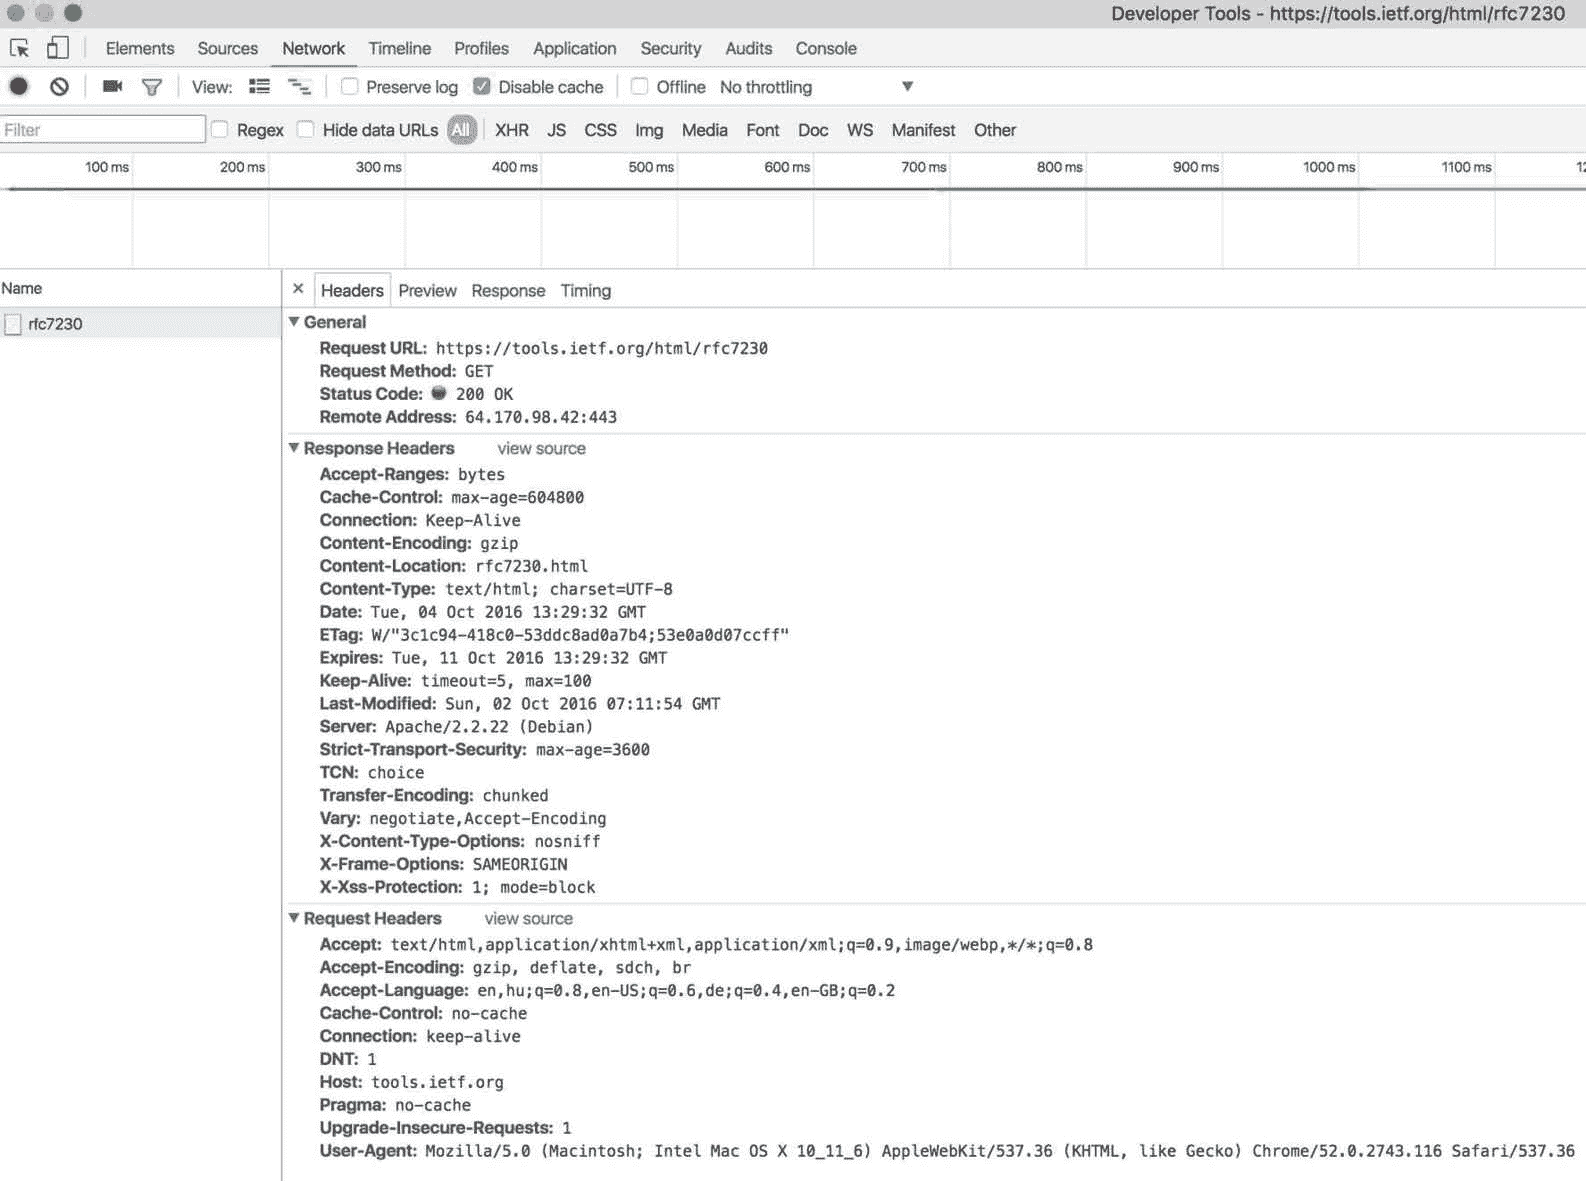 Developer Tools - https://tools.ietf.org/html/rfc7230
Elements Sources Network Timeline Profiles Application Security Audits Console
View: Preserve log Disable cache Offline No throttling
Filter Regex Hide data URLs All XHR JS CSS Img Media Font Doc WS Manifest Other
100 ms 200 ms 300 ms 400 ms 500 ms 600 ms 700 ms 800 ms 900 ms 1000 ms 1100 ms
Name
rfc7230
× Headers Preview Response Timing
General
Request URL: https://tools.ietf.org/html/rfc7230
Request Method: GET
Status Code: 200 OK
Remote Address: 64.170.98.42:443
Response Headers view source
Accept-Ranges: bytes
Cache-Control: max-age=604800
Connection: Keep-Alive
Content-Encoding: gzip
Content-Location: rfc7230.html
Content-Type: text/html; charset=UTF-8
Date: Tue, 04 Oct 2016 13:29:32 GMT
ETag: W/"3c1c94-418c0-53ddc8ad0a7b4;53e0a0d07ccff"
Expires: Tue, 11 Oct 2016 13:29:32 GMT
Keep-Alive: timeout=5, max=100
Last-Modified: Sun, 02 Oct 2016 07:11:54 GMT
Server: Apache/2.2.22 (Debian)
Strict-Transport-Security: max-age=3600
TCN: choice
Transfer-Encoding: chunked
Vary: negotiate,Accept-Encoding
X-Content-Type-Options: nosniff
X-Frame-Options: SAMEORIGIN
X-Xss-Protection: 1; mode=block
Request Headers view source
Accept: text/html,application/xhtml+xml,application/xml;q=0.9,image/webp,*/*;q=0.8
Accept-Encoding: gzip, deflate, sdch, br
Accept-Language: en,hu;q=0.8,en-US;q=0.6,de;q=0.4,en-GB;q=0.2
Cache-Control: no-cache
Connection: keep-alive
DNT: 1
Host: tools.ietf.org
Pragma: no-cache
Upgrade-Insecure-Requests: 1
User-Agent: Mozilla/5.0 (Macintosh; Intel Mac OS X 10_11_6) AppleWebKit/537.36 (KHTML, like Gecko) Chrome/52.0.2743.116 Safari/537.36